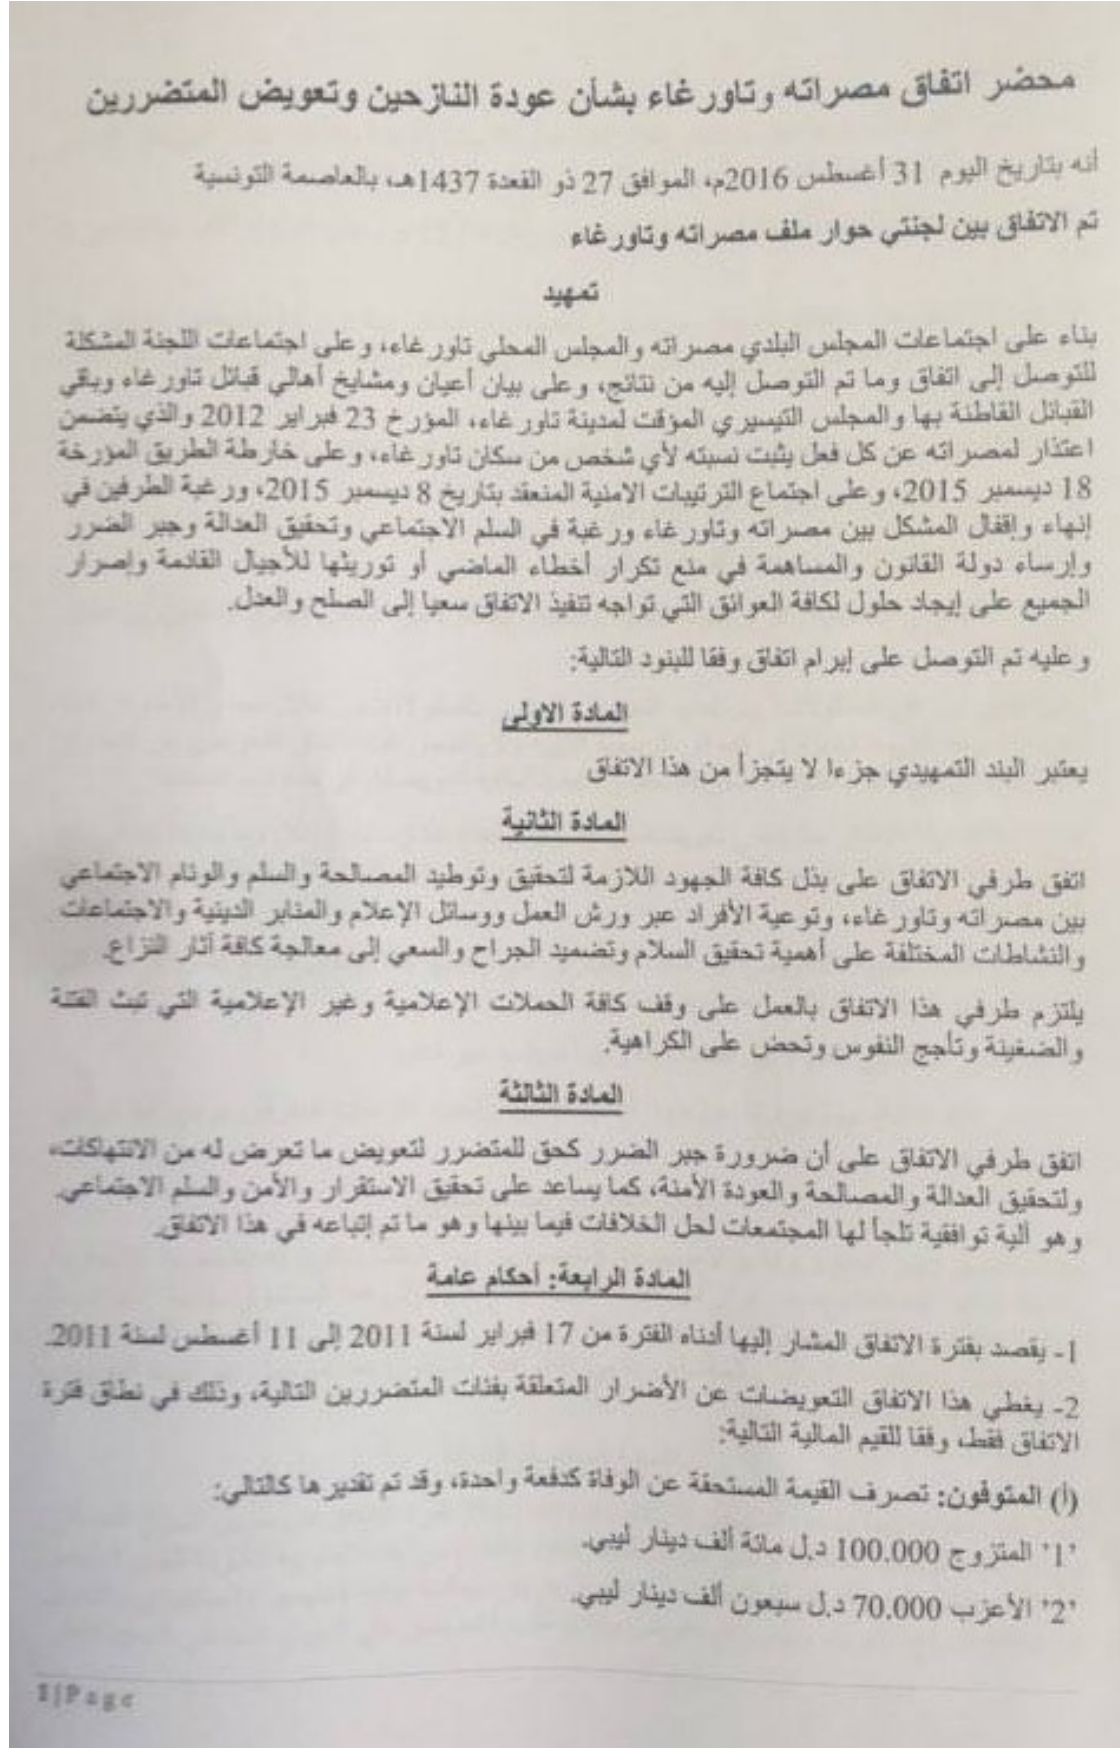 محضر اتفاق مصراته وتاورغاء بشأن عودة النازحين وتعويض المتضررين
أنه بتاريخ اليوم 31 أغسطس 2016م، الموافق 27 ذو القعدة 1437هـ، بالعاصمة التونسية
تم الاتفاق بين لجنتي حوار ملف مصراته وتاورغاء
تمهيد
بناء على اجتماعات المجلس البلدي مصراته والمجلس المحلي تاورغاء، وعلى اجتماعات اللجنة المشكلة
للتوصل إلى اتفاق وما تم التوصل إليه من نتائج، وعلى بيان أعيان ومشايخ أهالي قبائل تاورغاء وباقي
القبائل القاطنة بها والمجلس التيسيري المؤقت لمدينة تاورغاء، المؤرخ 23 فبراير 2012 والذي يتضمن
اعتذار لمصراته عن كل فعل يثبت نسبته لأي شخص من سكان تاورغاء، وعلى خارطة الطريق المؤرخة
18 ديسمبر 2015، وعلى اجتماع الترتيبات الامنية المنعقد بتاريخ 8 ديسمبر 2015، ورغبة الطرفين في
إنهاء وإقفال المشكل بين مصراته وتاورغاء ورغبة في السلم الاجتماعي وتحقيق العدالة وجبر الضرر
وإرساء دولة القانون والمساهمة في منع تكرار أخطاء الماضي أو توريثها للأجيال القادمة وإصرار
الجميع على إيجاد حلول لكافة العوائق التي تواجه تنفيذ الاتفاق سعيا إلى الصلح والعدل.
وعليه تم التوصل على إبرام اتفاق وفقا للبنود التالية:
المادة الاولى
يعتبر البند التمهيدي جزءا لا يتجزأ من هذا الاتفاق
المادة الثانية
اتفق طرفي الاتفاق على بذل كافة الجهود اللازمة لتحقيق وتوطيد المصالحة والسلم والوئام الاجتماعي
بين مصراته وتاورغاء، وتوعية الأفراد عبر ورش العمل ووسائل الإعلام والمنابر الدينية والاجتماعات
والنشاطات المختلفة على أهمية تحقيق السلام وتضميد الجراح والسعي إلى معالجة كافة آثار النزاع.
يلتزم طرفي هذا الاتفاق بالعمل على وقف كافة الحملات الإعلامية وغير الإعلامية التي تبث الفتنة
والضغينة وتأجج النفوس وتحض على الكراهية.
المادة الثالثة
اتفق طرفي الاتفاق على أن ضرورة جبر الضرر كحق للمتضرر لتعويض ما تعرض له من الانتهاكات،
ولتحقيق العدالة والمصالحة والعودة الأمنة، كما يساعد على تحقيق الاستقرار والأمن والسلم الاجتماعي.
وهو ألية توافقية تلجأ لها المجتمعات لحل الخلافات فيما بينها وهو ما تم إتباعه في هذا الاتفاق.
المادة الرابعة: أحكام عامة
1- يقصد بفترة الاتفاق المشار إليها أدناه الفترة من 17 فبراير لسنة 2011 إلى 11 أغسطس لسنة 2011.
2- يغطي هذا الاتفاق التعويضات عن الأضرار المتعلقة بفئات المتضررين التالية، وذلك في نطاق فترة
الاتفاق فقط، وفقا للقيم المالية التالية:
(أ) المتوفون: تصرف القيمة المستحقة عن الوفاة كدفعة واحدة، وقد تم تقديرها كالتالي:
'1' المتزوج 100.000 د.ل مائة ألف دينار ليبي.
'2' الأعزب 70.000 د.ل سبعون ألف دينار ليبي.
1|Page